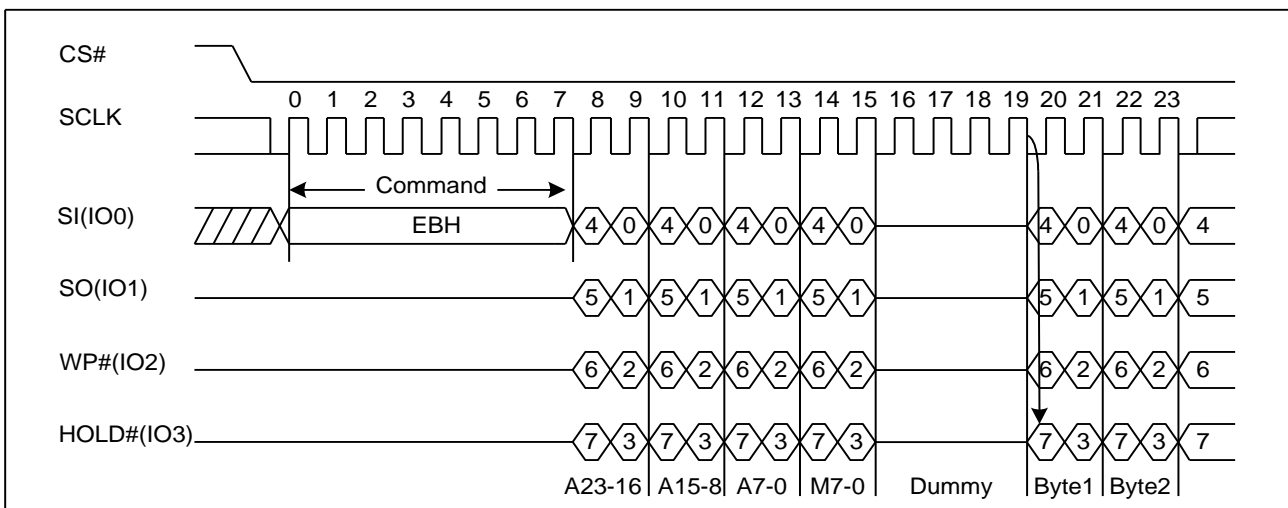 CS#
0 1 2 3 4 5 6 7 8 9 10 11 12 13 14 15 16 17 18 19 20 21 22 23
SCLK
Command
SI(IO0) EBH 4 0 4 0 4 0 4 0 4 0 4 0 4
SO(IO1) 5 1 5 1 5 1 5 1 5 1 5 1 5
WP#(IO2) 6 2 6 2 6 2 6 2 6 2 6 2 6
HOLD#(IO3) 7 3 7 3 7 3 7 3 7 3 7 3 7
A23-16 A15-8 A7-0 M7-0 Dummy Byte1 Byte2